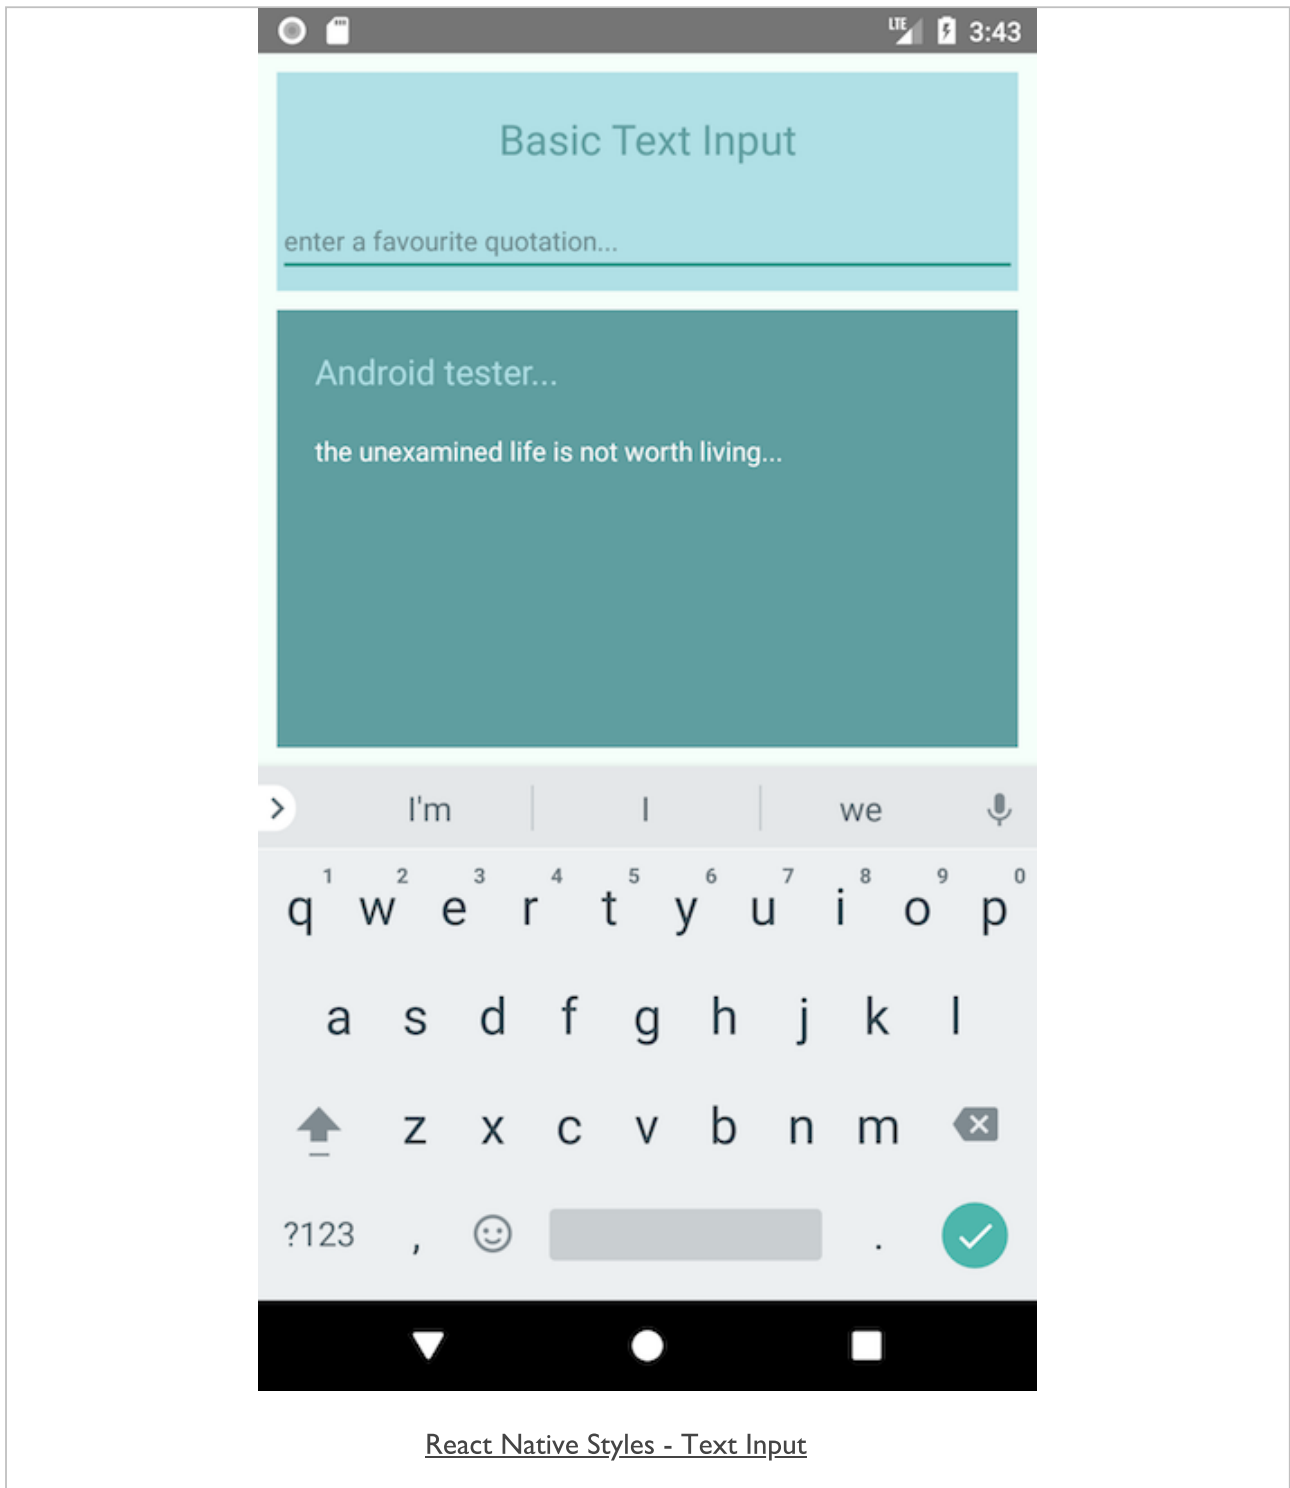 LTE 3:43
Basic Text Input
enter a favourite quotation...
Android tester...
the unexamined life is not worth living...
I'm I we
1 2 3 4 5 6 7 8 9 0
q w e r t y u i o p
a s d f g h j k l
z x c v b n m
?123 , .
React Native Styles - Text Input